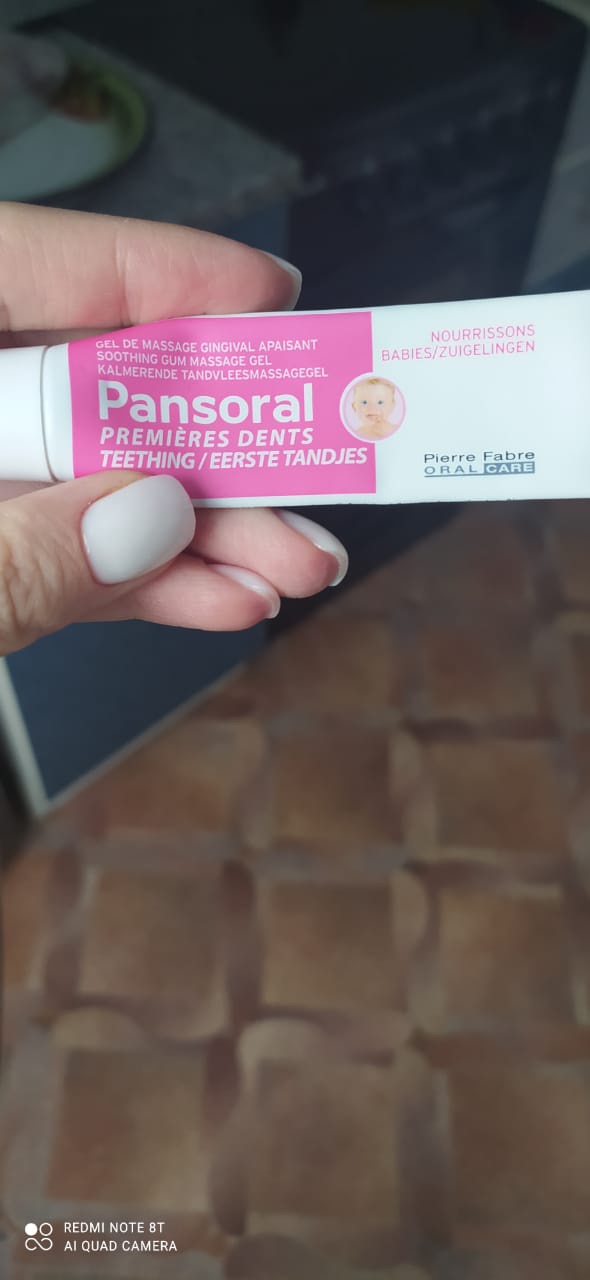 GEL DE MASSAGE GINGIVAL APAISANT
SOOTHING GUM MASSAGE GEL
KALMERENDE TANDVLEESMASSAGEGEL
Pansoral
PREMIÈRES DENTS
TEETHING / EERSTE TANDJES
NOURRISSONS
BABIES/ZUIGELINGEN
Pierre Fabre
ORAL CARE
REDMI NOTE 8T
AI QUAD CAMERA